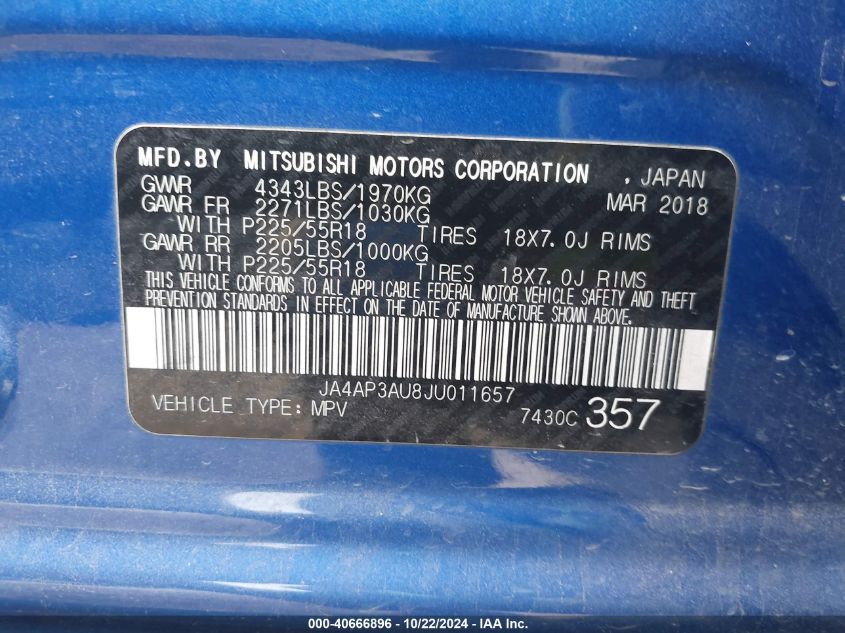 MFD.BY MITSUBISHI MOTORS CORPORATION , JAPAN
GWWR 4343LBS/1970KG MAR 2018
GAWR FR 2271LBS/1030KG
WITH P225/55R18 TIRES 18X7.0J RIMS
GAWR RR 2205LBS/1000KG
WITH P225/55R18 TIRES 18X7.0J RIMS
THIS VEHICLE CONFORMS TO ALL APPLICABLE FEDERAL MOTOR VEHICLE SAFETY AND THEFT
PREVENTION STANDARDS IN EFFECT ON THE DATE OF MANUFACTURE SHOWN ABOVE.
JA4AP3AU8JU011657
VEHICLE TYPE: MPV 7430C 357
000-40666896 - 10/22/2024 - IAAI.com